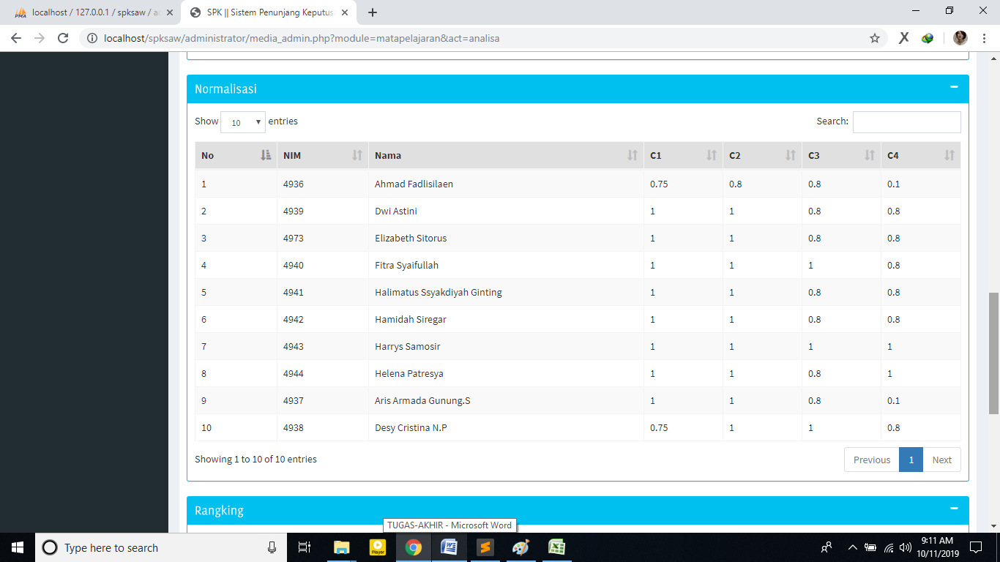 localhost / 127.0.0.1 / spksaw / a
SPK || Sistem Penunjang Keputus
localhost/spksaw/administrator/media_admin.php?module=matapelajaran&act=analisa
Normalisasi
Show 10 entries Search:
No NIM Nama C1 C2 C3 C4
1 4936 Ahmad Fadlisilaen 0.75 0.8 0.8 0.1
2 4939 Dwi Astini 1 1 0.8 0.8
3 4973 Elizabeth Sitorus 1 1 0.8 0.8
4 4940 Fitra Syaifullah 1 1 1 0.8
5 4941 Halimatus Ssyakdiyah Ginting 1 1 0.8 0.8
6 4942 Hamidah Siregar 1 1 0.8 0.8
7 4943 Harrys Samosir 1 1 1 1
8 4944 Helena Patresya 1 1 0.8 1
9 4937 Aris Armada Gunung.S 1 1 0.8 0.1
10 4938 Desy Cristina N.P 0.75 1 1 0.8
Showing 1 to 10 of 10 entries Previous 1 Next
Rangking
TUGAS-AKHIR - Microsoft Word
Type here to search
Player
9:11 AM
10/11/2019